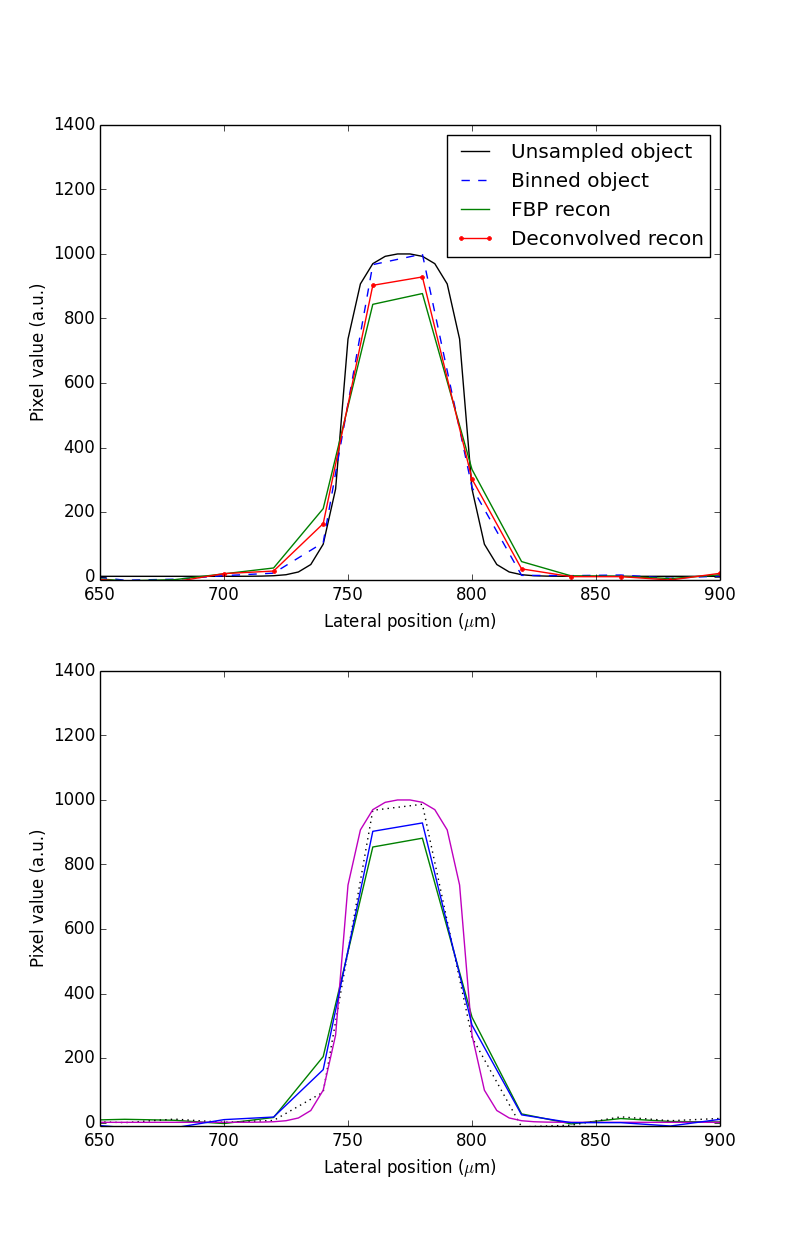 1400
1200
1000
800
600
400
200
0
Pixel value (a.u.)
Unsampled object
Binned object
FBP recon
Deconvolved recon
650 700 750 800 850 900
Lateral position (μm)
1400
1200
1000
800
600
400
200
0
Pixel value (a.u.)
650 700 750 800 850 900
Lateral position (μm)